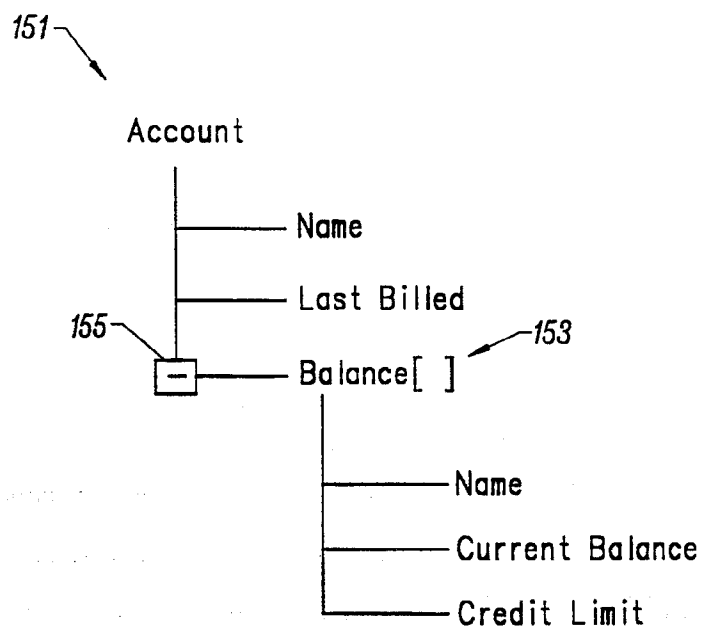 151
Account
Name
Last Billed
155
153
Balance[ ]
Name
Current Balance
Credit Limit